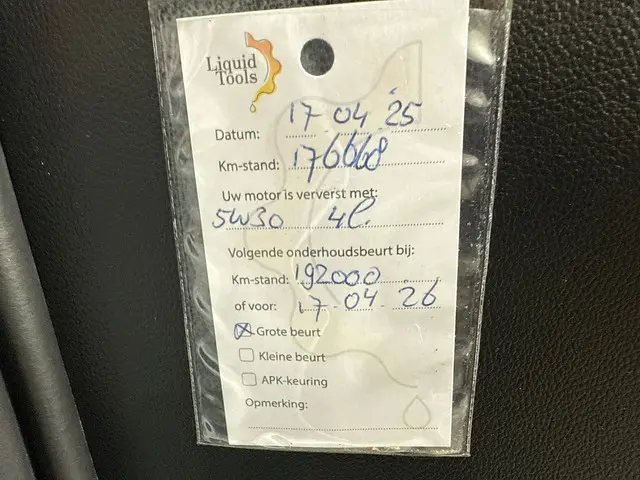 Liquid
Tools
Datum: 17-04-25
Km-stand: 176668
Uw motor is ververst met:
5W30 4l.
Volgende onderhoudsbeurt bij:
Km-stand: 192000
of voor: 17-04-26
Grote beurt
Kleine beurt
APK-keuring
Opmerking: